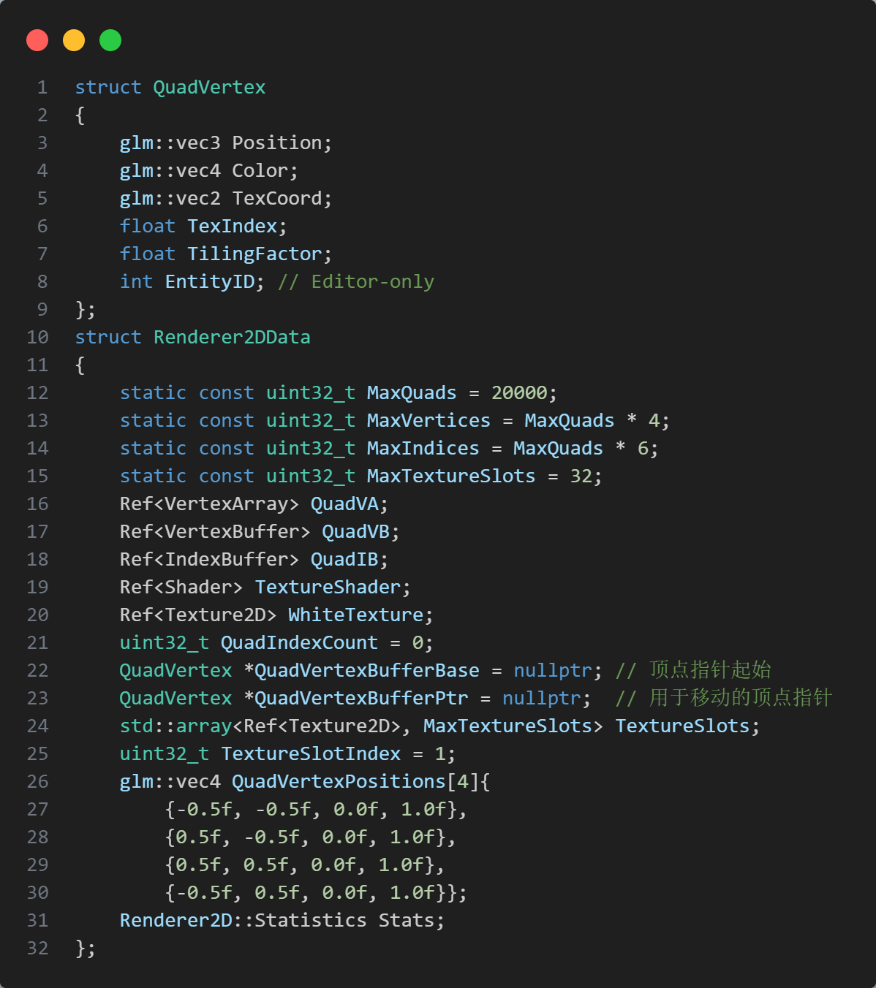 1 struct QuadVertex
2 {
3     glm::vec3 Position;
4     glm::vec4 Color;
5     glm::vec2 TexCoord;
6     float TexIndex;
7     float TilingFactor;
8     int EntityID; // Editor-only
9 };
10 struct Renderer2DData
11 {
12     static const uint32_t MaxQuads = 20000;
13     static const uint32_t MaxVertices = MaxQuads * 4;
14     static const uint32_t MaxIndices = MaxQuads * 6;
15     static const uint32_t MaxTextureSlots = 32;
16     Ref<VertexArray> QuadVA;
17     Ref<VertexBuffer> QuadVB;
18     Ref<IndexBuffer> QuadIB;
19     Ref<Shader> TextureShader;
20     Ref<Texture2D> WhiteTexture;
21     uint32_t QuadIndexCount = 0;
22     QuadVertex *QuadVertexBufferBase = nullptr; // 顶点指针起始
23     QuadVertex *QuadVertexBufferPtr = nullptr;  // 用于移动的顶点指针
24     std::array<Ref<Texture2D>, MaxTextureSlots> TextureSlots;
25     uint32_t TextureSlotIndex = 1;
26     glm::vec4 QuadVertexPositions[4]{
27         {-0.5f, -0.5f, 0.0f, 1.0f},
28         {0.5f, -0.5f, 0.0f, 1.0f},
29         {0.5f, 0.5f, 0.0f, 1.0f},
30         {-0.5f, 0.5f, 0.0f, 1.0f}};
31     Renderer2D::Statistics Stats;
32 };